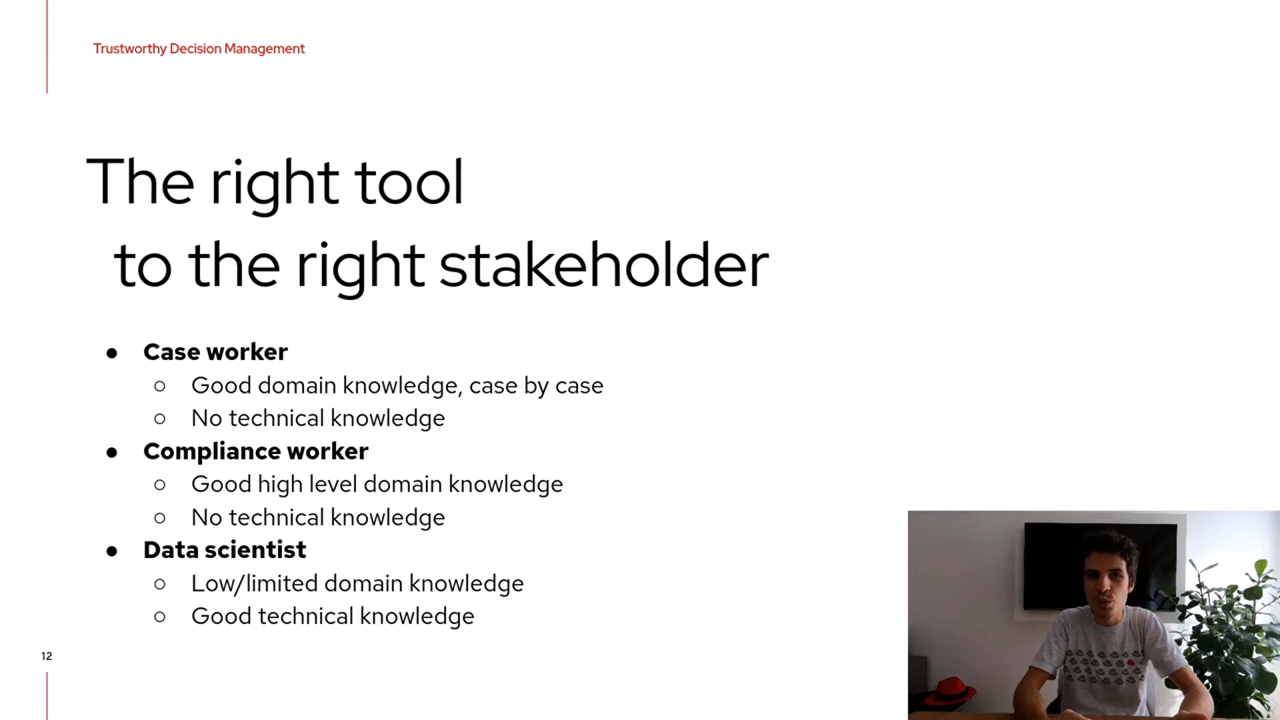 Trustworthy Decision Management
The right tool
to the right stakeholder
● Case worker
○ Good domain knowledge, case by case
○ No technical knowledge
● Compliance worker
○ Good high level domain knowledge
○ No technical knowledge
● Data scientist
○ Low/limited domain knowledge
○ Good technical knowledge
12